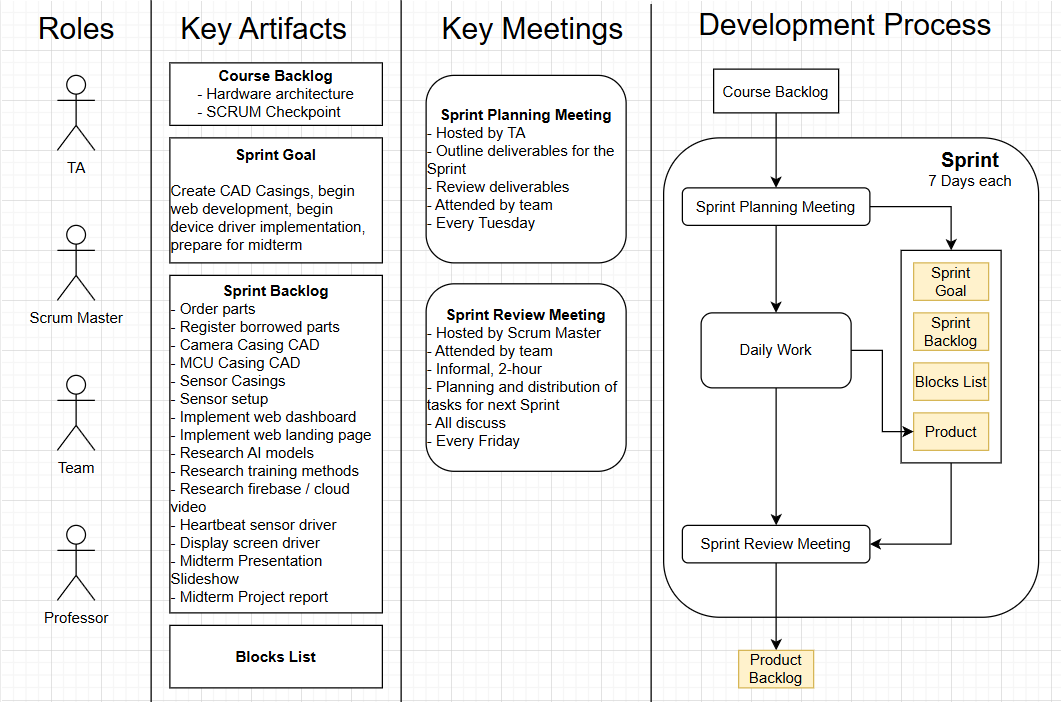 Roles
TA
Scrum Master
Team
Professor
Key Artifacts
Course Backlog
- Hardware architecture
- SCRUM Checkpoint
Sprint Goal
Create CAD Casings, begin
web development, begin
device driver implementation,
prepare for midterm
Sprint Backlog
- Order parts
- Register borrowed parts
- Camera Casing CAD
- MCU Casing CAD
- Sensor Casings
- Sensor setup
- Implement web dashboard
- Implement web landing page
- Research AI models
- Research training methods
- Research firebase / cloud
video
- Heartbeat sensor driver
- Display screen driver
- Midterm Presentation
Slideshow
- Midterm Project report
Blocks List
Key Meetings
Sprint Planning Meeting
- Hosted by TA
- Outline deliverables for the
Sprint
- Review deliverables
- Attended by team
- Every Tuesday
Sprint Review Meeting
- Hosted by Scrum Master
- Attended by team
- Informal, 2-hour
- Planning and distribution of
tasks for next Sprint
- All discuss
- Every Friday
Development Process
Course Backlog
Sprint
7 Days each
Sprint Planning Meeting
Sprint
Goal
Sprint
Backlog
Blocks List
Product
Daily Work
Sprint Review Meeting
Product
Backlog